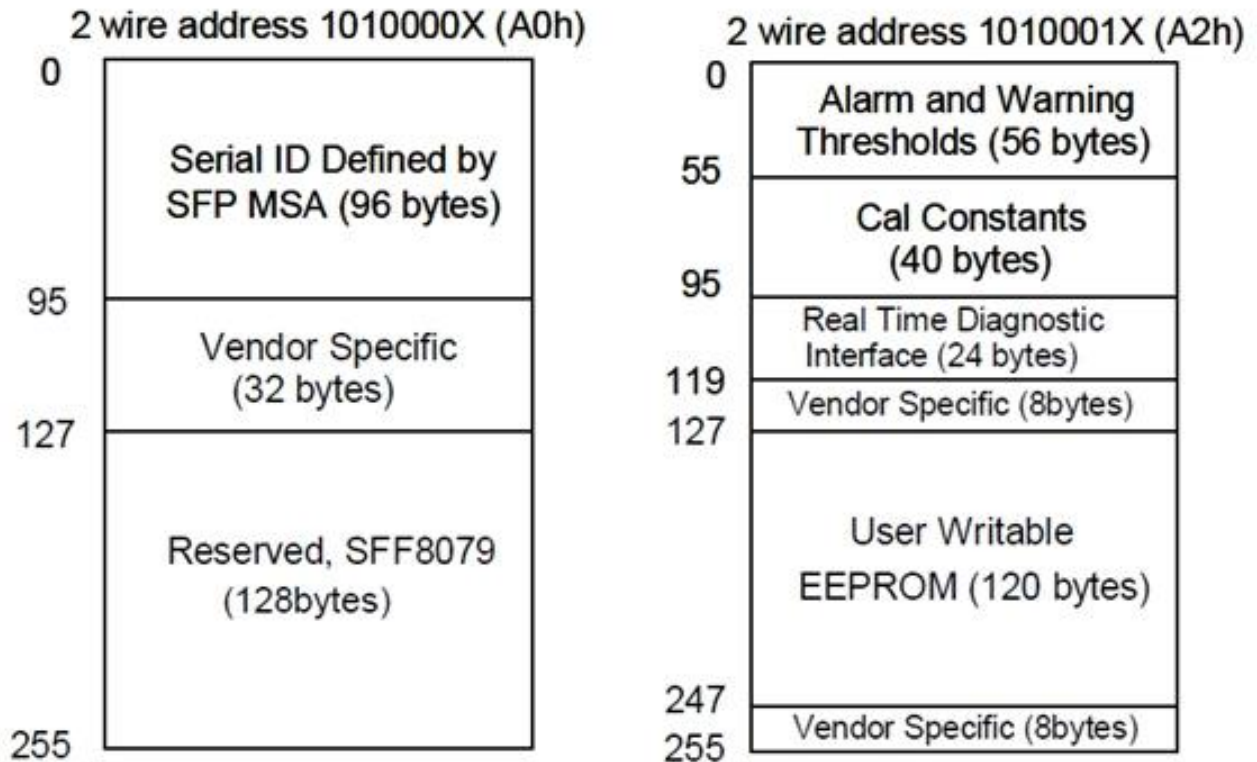 2 wire address 1010000X (A0h)
0
Serial ID Defined by
SFP MSA (96 bytes)
95
Vendor Specific
(32 bytes)
127
Reserved, SFF8079
(128bytes)
255
2 wire address 1010001X (A2h)
0
Alarm and Warning
Thresholds (56 bytes)
55
Cal Constants
(40 bytes)
95
Real Time Diagnostic
Interface (24 bytes)
119
Vendor Specific (8bytes)
127
User Writable
EEPROM (120 bytes)
247
Vendor Specific (8bytes)
255